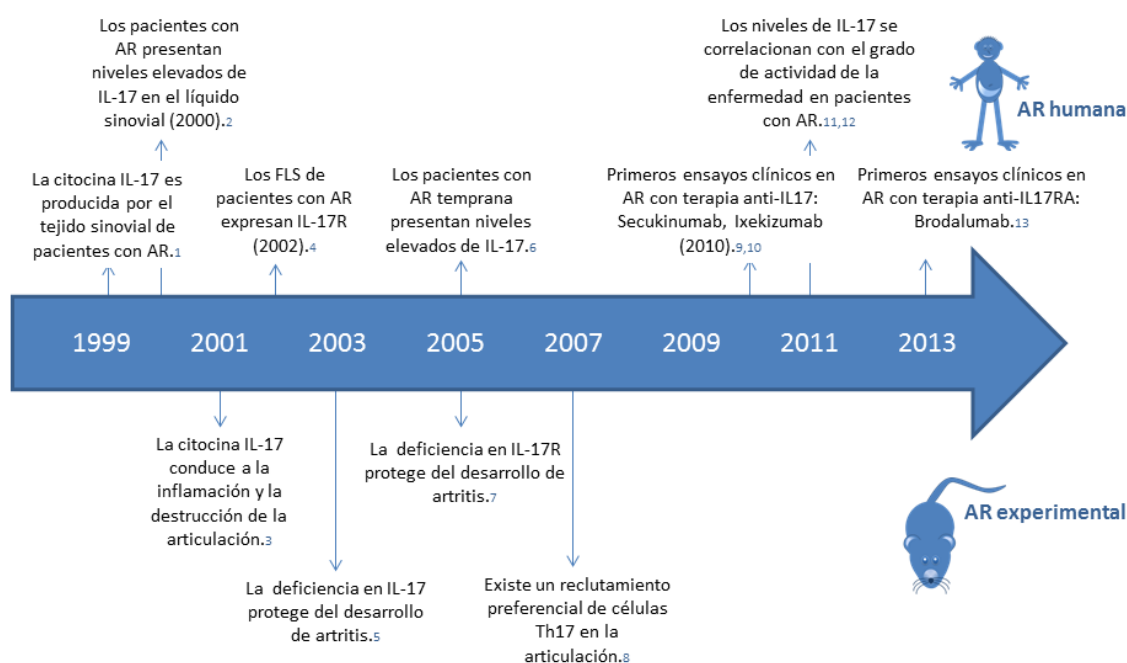 Los pacientes con
AR presentan
niveles elevados de
IL-17 en el líquido
sinovial (2000).2
Los niveles de IL-17 se
correlacionan con el grado
de actividad de la
enfermedad en pacientes
con AR.11,12
AR humana
La citocina IL-17 es
producida por el
tejido sinovial de
pacientes con AR.1
Los FLS de
pacientes con AR
expresan IL-17R
(2002).4
Los pacientes con
AR temprana
presentan niveles
elevados de IL-17.6
Primeros ensayos clínicos en
AR con terapia anti-IL17:
Secukinumab, Ixekizumab
(2010).9,10
Primeros ensayos clínicos en
AR con terapia anti-IL17RA:
Brodalumab.13
1999 2001 2003 2005 2007 2009 2011 2013
La citocina IL-17
conduce a la
inflamación y la
destrucción de la
articulación.3
La deficiencia en IL-17R
protege del desarrollo de
artritis.7
AR experimental
La deficiencia en IL-17
protege del desarrollo
de artritis.5
Existe un reclutamiento
preferencial de células
Th17 en la
articulación.8